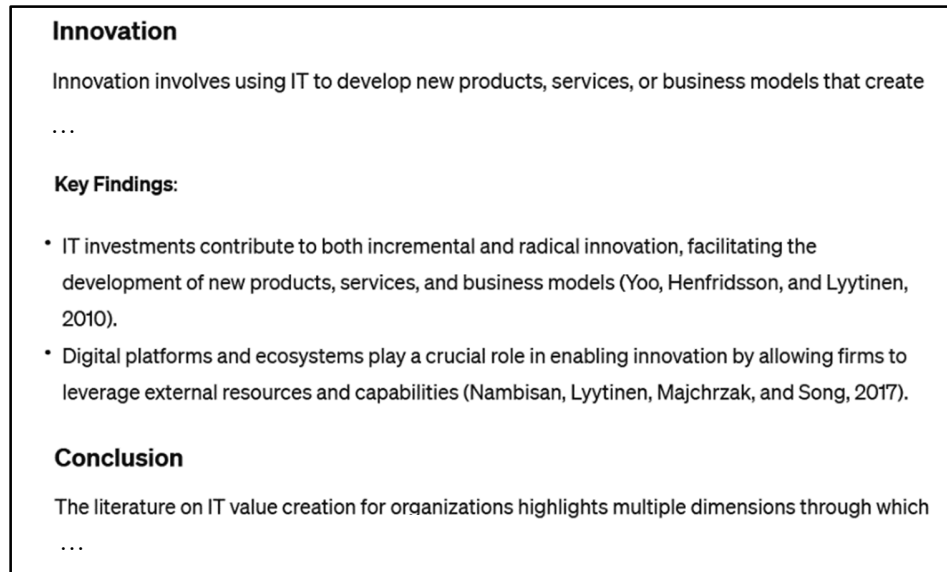 Innovation
Innovation involves using IT to develop new products, services, or business models that create
...
Key Findings:
• IT investments contribute to both incremental and radical innovation, facilitating the
development of new products, services, and business models (Yoo, Henfridsson, and Lyytinen,
2010).
• Digital platforms and ecosystems play a crucial role in enabling innovation by allowing firms to
leverage external resources and capabilities (Nambisan, Lyytinen, Majchrzak, and Song, 2017).
Conclusion
The literature on IT value creation for organizations highlights multiple dimensions through which
...